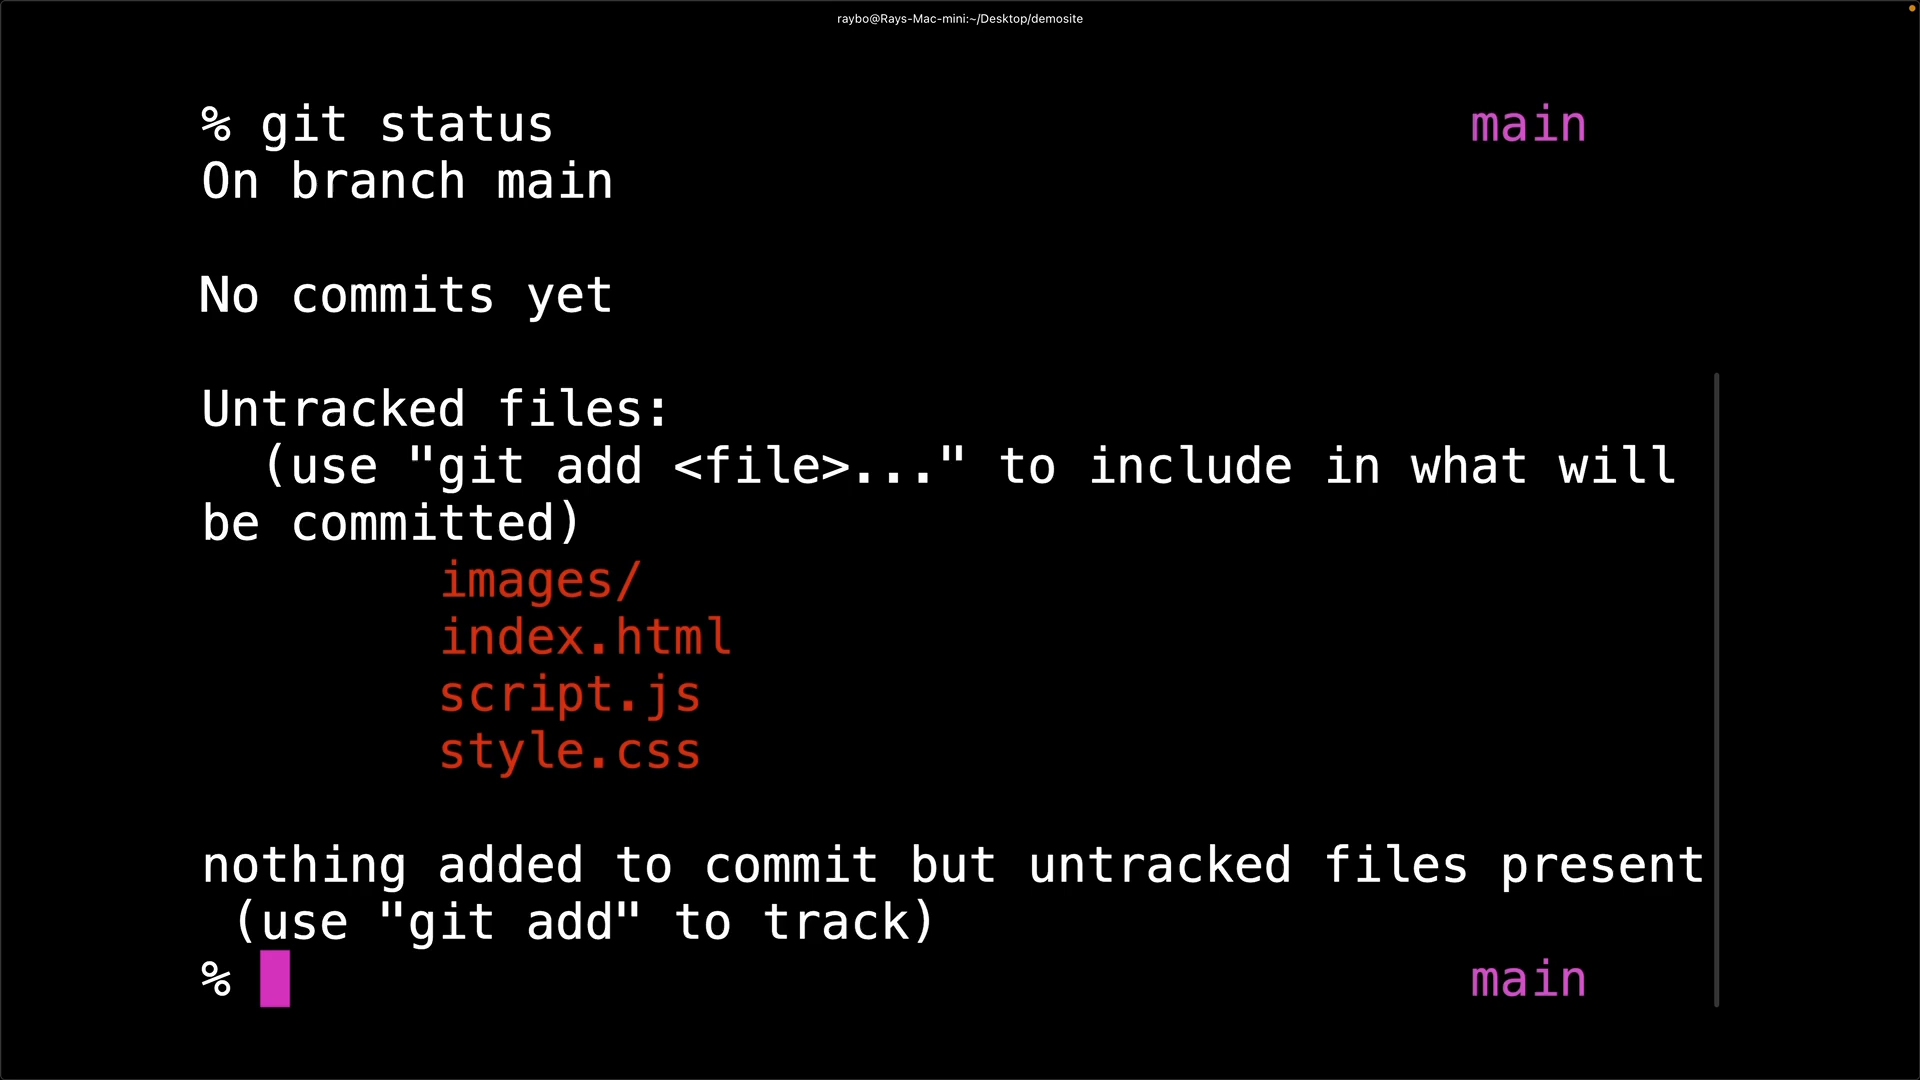 raybo@Rays-Mac-mini:~/Desktop/demosite
% git status main
On branch main
No commits yet
Untracked files:
(use "git add <file>..." to include in what will
be committed)
images/
index.html
script.js
style.css
nothing added to commit but untracked files present
(use "git add" to track)
% main